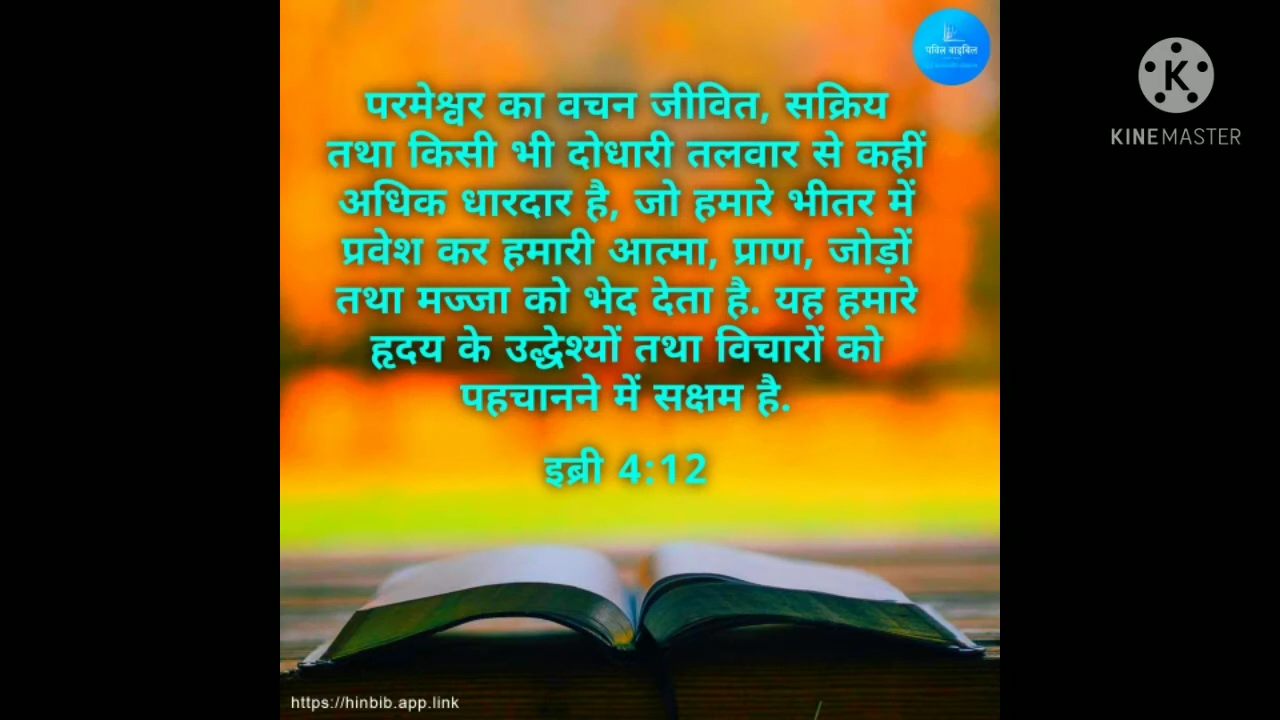 पवित्र बाइबिल
KINEMASTER
परमेश्वर का वचन जीवित, सक्रिय
तथा किसी भी दोधारी तलवार से कहीं
अधिक धारदार है, जो हमारे भीतर में
प्रवेश कर हमारी आत्मा, प्राण, जोड़ों
तथा मज्जा को भेद देता है. यह हमारे
हृदय के उद्धेश्यों तथा विचारों को
पहचानने में सक्षम है.
इब्री 4:12
https://hinbib.app.link